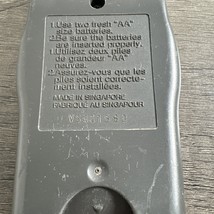 1.Use two fresh "AA"
size batteries.
2.Be sure the batteries
are inserted properly.
1.Utilisez deux piles
de grandeur "AA"
neuves.
2.Assurez-vous que les
piles soient correcte-
ment installées.
MADE IN SINGAPORE
FABRIQUE AU SINGAPOUR